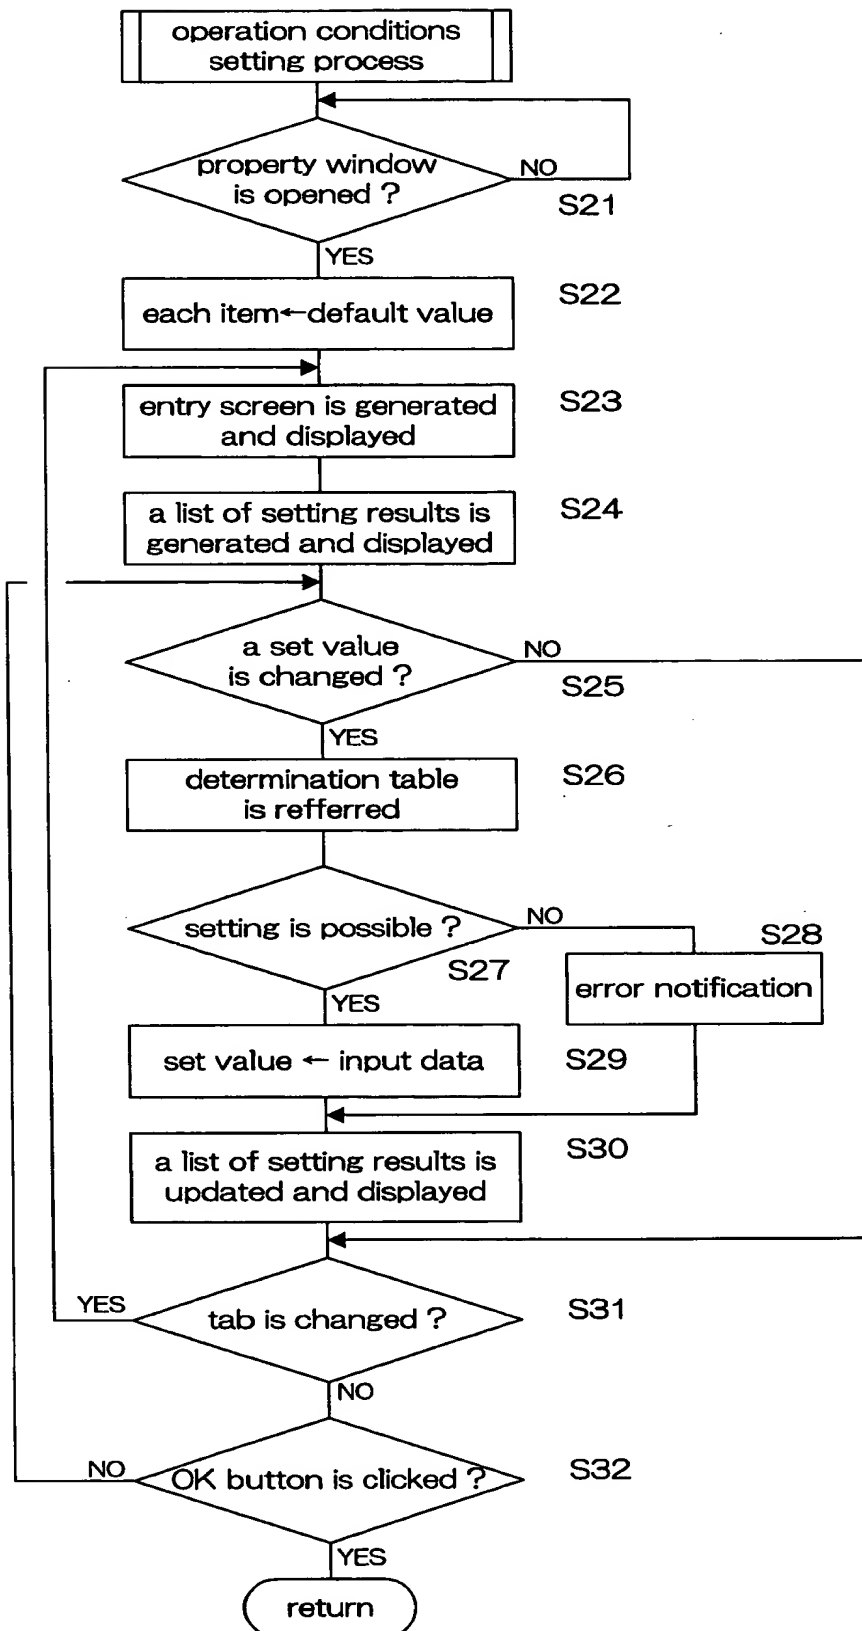 operation conditions
setting process
property window
is opened ?
NO
S21
YES
S22
each item←default value
S23
entry screen is generated
and displayed
S24
a list of setting results is
generated and displayed
a set value
is changed ?
NO
S25
YES
S26
determination table
is refferred
setting is possible ?
NO
S27
S28
error notification
YES
set value ← input data
S29
S30
a list of setting results is
updated and displayed
YES
tab is changed ?
S31
NO
NO
OK button is clicked ?
S32
YES
return